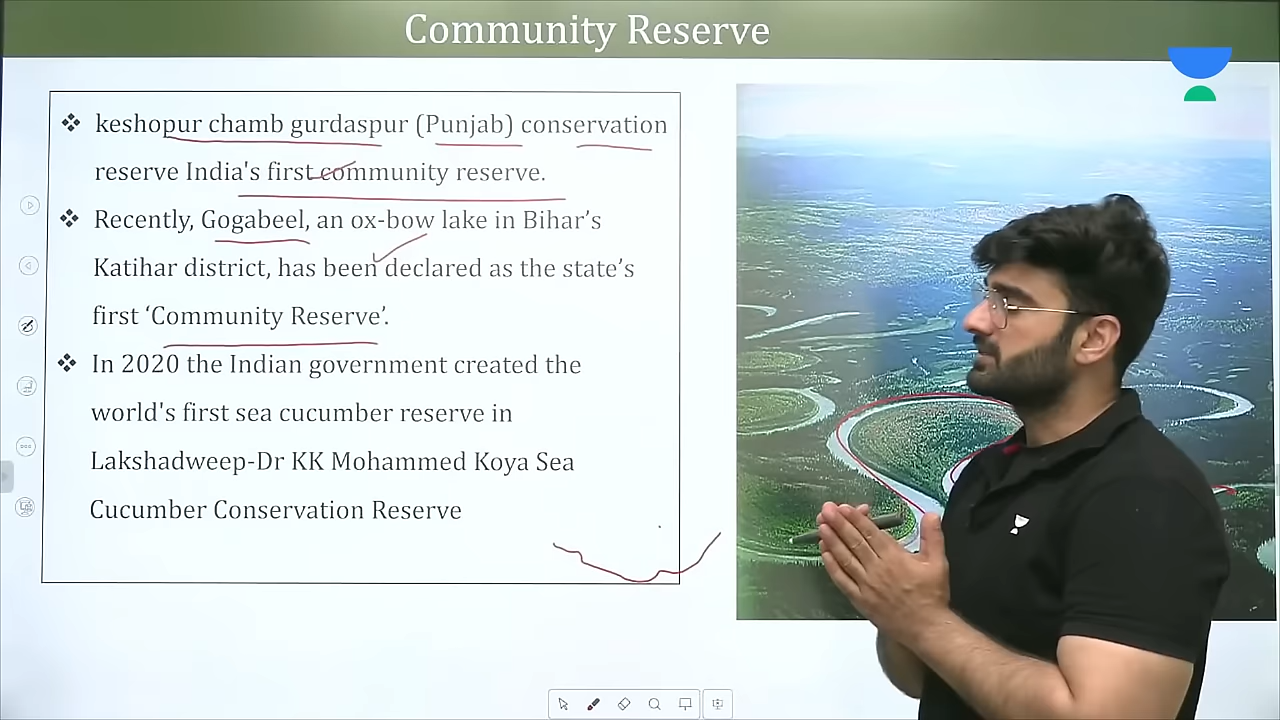 Community Reserve
❖ keshopur chamb gurdaspur (Punjab) conservation
reserve India's first community reserve.
❖ Recently, Gogabeel, an ox-bow lake in Bihar’s
Katihar district, has been declared as the state’s
first ‘Community Reserve’.
❖ In 2020 the Indian government created the
world's first sea cucumber reserve in
Lakshadweep-Dr KK Mohammed Koya Sea
Cucumber Conservation Reserve